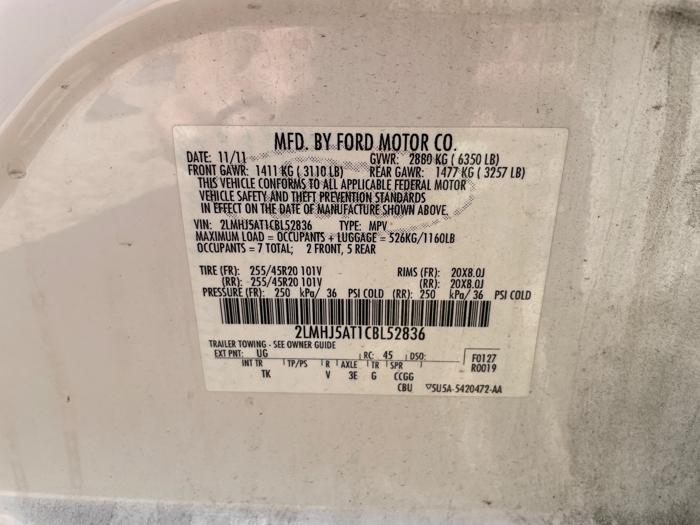 MFD. BY FORD MOTOR CO.
DATE: 11/11 GVWR: 2880 KG ( 6350 LB)
FRONT GAWR: 1411 KG ( 3110 LB) REAR GAWR: 1477 KG ( 3257 LB)
THIS VEHICLE CONFORMS TO ALL APPLICABLE FEDERAL MOTOR
VEHICLE SAFETY AND THEFT PREVENTION STANDARDS
IN EFFECT ON THE DATE OF MANUFACTURE SHOWN ABOVE.
VIN: 2LMHJ5AT1CBL52836 TYPE: MPV
MAXIMUM LOAD = OCCUPANTS + LUGGAGE = 526KG/1160LB
OCCUPANTS = 7 TOTAL; 2 FRONT, 5 REAR
TIRE (FR): 255/45R20 101V RIMS (FR): 20X8.0J
(RR): 255/45R20 101V (RR): 20X8.0J
PRESSURE (FR): 250 kPa/ 36 PSI COLD (RR): 250 kPa/ 36 PSI COLD
2LMHJ5AT1CBL52836
TRAILER TOWING - SEE OWNER GUIDE
EXT PNT: UG RC: 45 DSO: F0127
INT TR TP/PS R AXLE TR SPR R0019
TK V 3E G CCGG
CBU ▽5U5A-5420472-AA